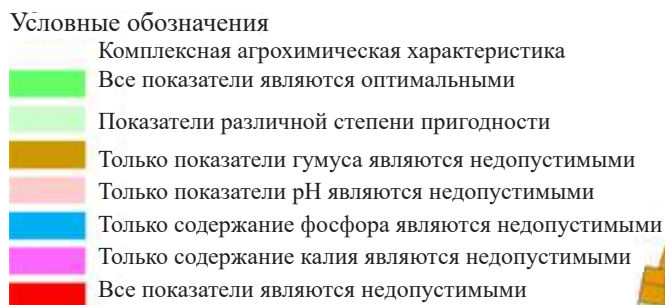 Условные обозначения
Комплексная агрохимическая характеристика
Все показатели являются оптимальными
Показатели различной степени пригодности
Только показатели гумуса являются недопустимыми
Только показатели pH являются недопустимыми
Только содержание фосфора являются недопустимыми
Только содержание калия являются недопустимыми
Все показатели являются недопустимыми